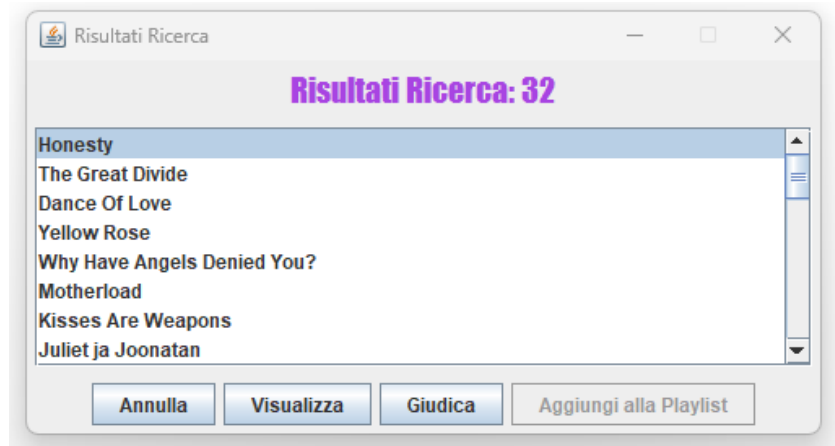 Risultati Ricerca
Risultati Ricerca: 32
Honesty
The Great Divide
Dance Of Love
Yellow Rose
Why Have Angels Denied You?
Motherload
Kisses Are Weapons
Juliet ja Joonatan
Annulla Visualizza Giudica Aggiungi alla Playlist